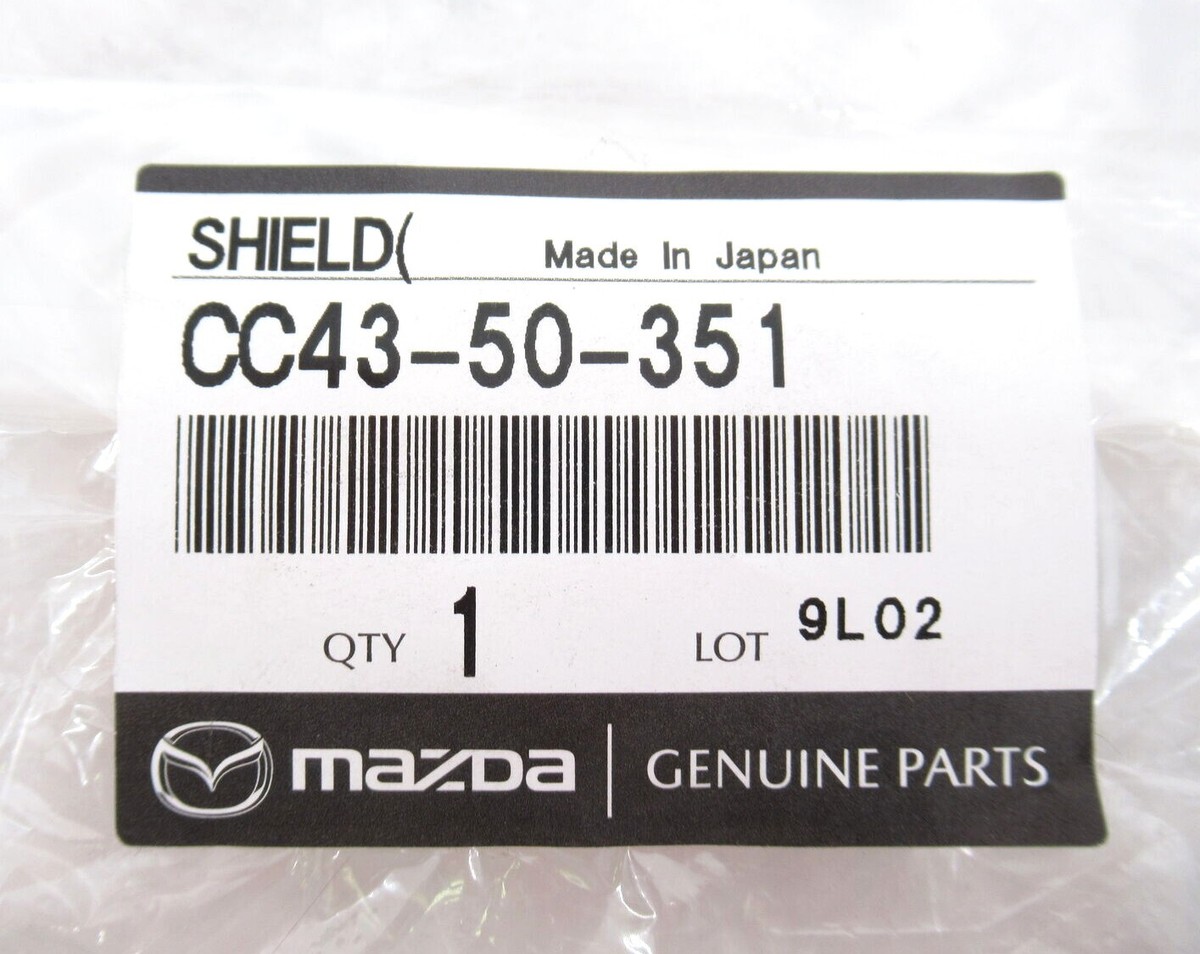 SHIELD( Made In Japan
CC43-50-351
QTY 1 LOT 9L02
mazda GENUINE PARTS